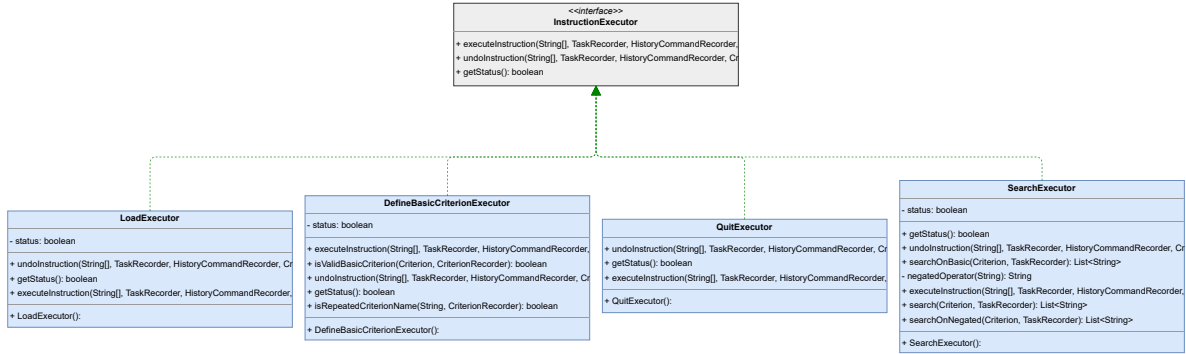 <<interface>>
InstructionExecutor
+ executeInstruction(String[], TaskRecorder, HistoryCommandRecorder,
+ undoInstruction(String[], TaskRecorder, HistoryCommandRecorder, Cr
+ getStatus(): boolean
LoadExecutor
- status: boolean
+ undoInstruction(String[], TaskRecorder, HistoryCommandRecorder, Cr
+ getStatus(): boolean
+ executeInstruction(String[], TaskRecorder, HistoryCommandRecorder,
+ LoadExecutor():
DefineBasicCriterionExecutor
- status: boolean
+ executeInstruction(String[], TaskRecorder, HistoryCommandRecorder,
+ isValidBasicCriterion(Criterion, CriterionRecorder): boolean
+ undoInstruction(String[], TaskRecorder, HistoryCommandRecorder, Cr
+ getStatus(): boolean
+ isRepeatedCriterionName(String, CriterionRecorder): boolean
+ DefineBasicCriterionExecutor():
QuitExecutor
+ undoInstruction(String[], TaskRecorder, HistoryCommandRecorder, Cr
+ getStatus(): boolean
+ executeInstruction(String[], TaskRecorder, HistoryCommandRecorder,
+ QuitExecutor():
SearchExecutor
- status: boolean
+ getStatus(): boolean
+ undoInstruction(String[], TaskRecorder, HistoryCommandRecorder, Cr
+ searchOnBasic(Criterion, TaskRecorder): List<String>
- negatedOperator(String): String
+ executeInstruction(String[], TaskRecorder, HistoryCommandRecorder,
+ search(Criterion, TaskRecorder): List<String>
+ searchOnNegated(Criterion, TaskRecorder): List<String>
+ SearchExecutor():